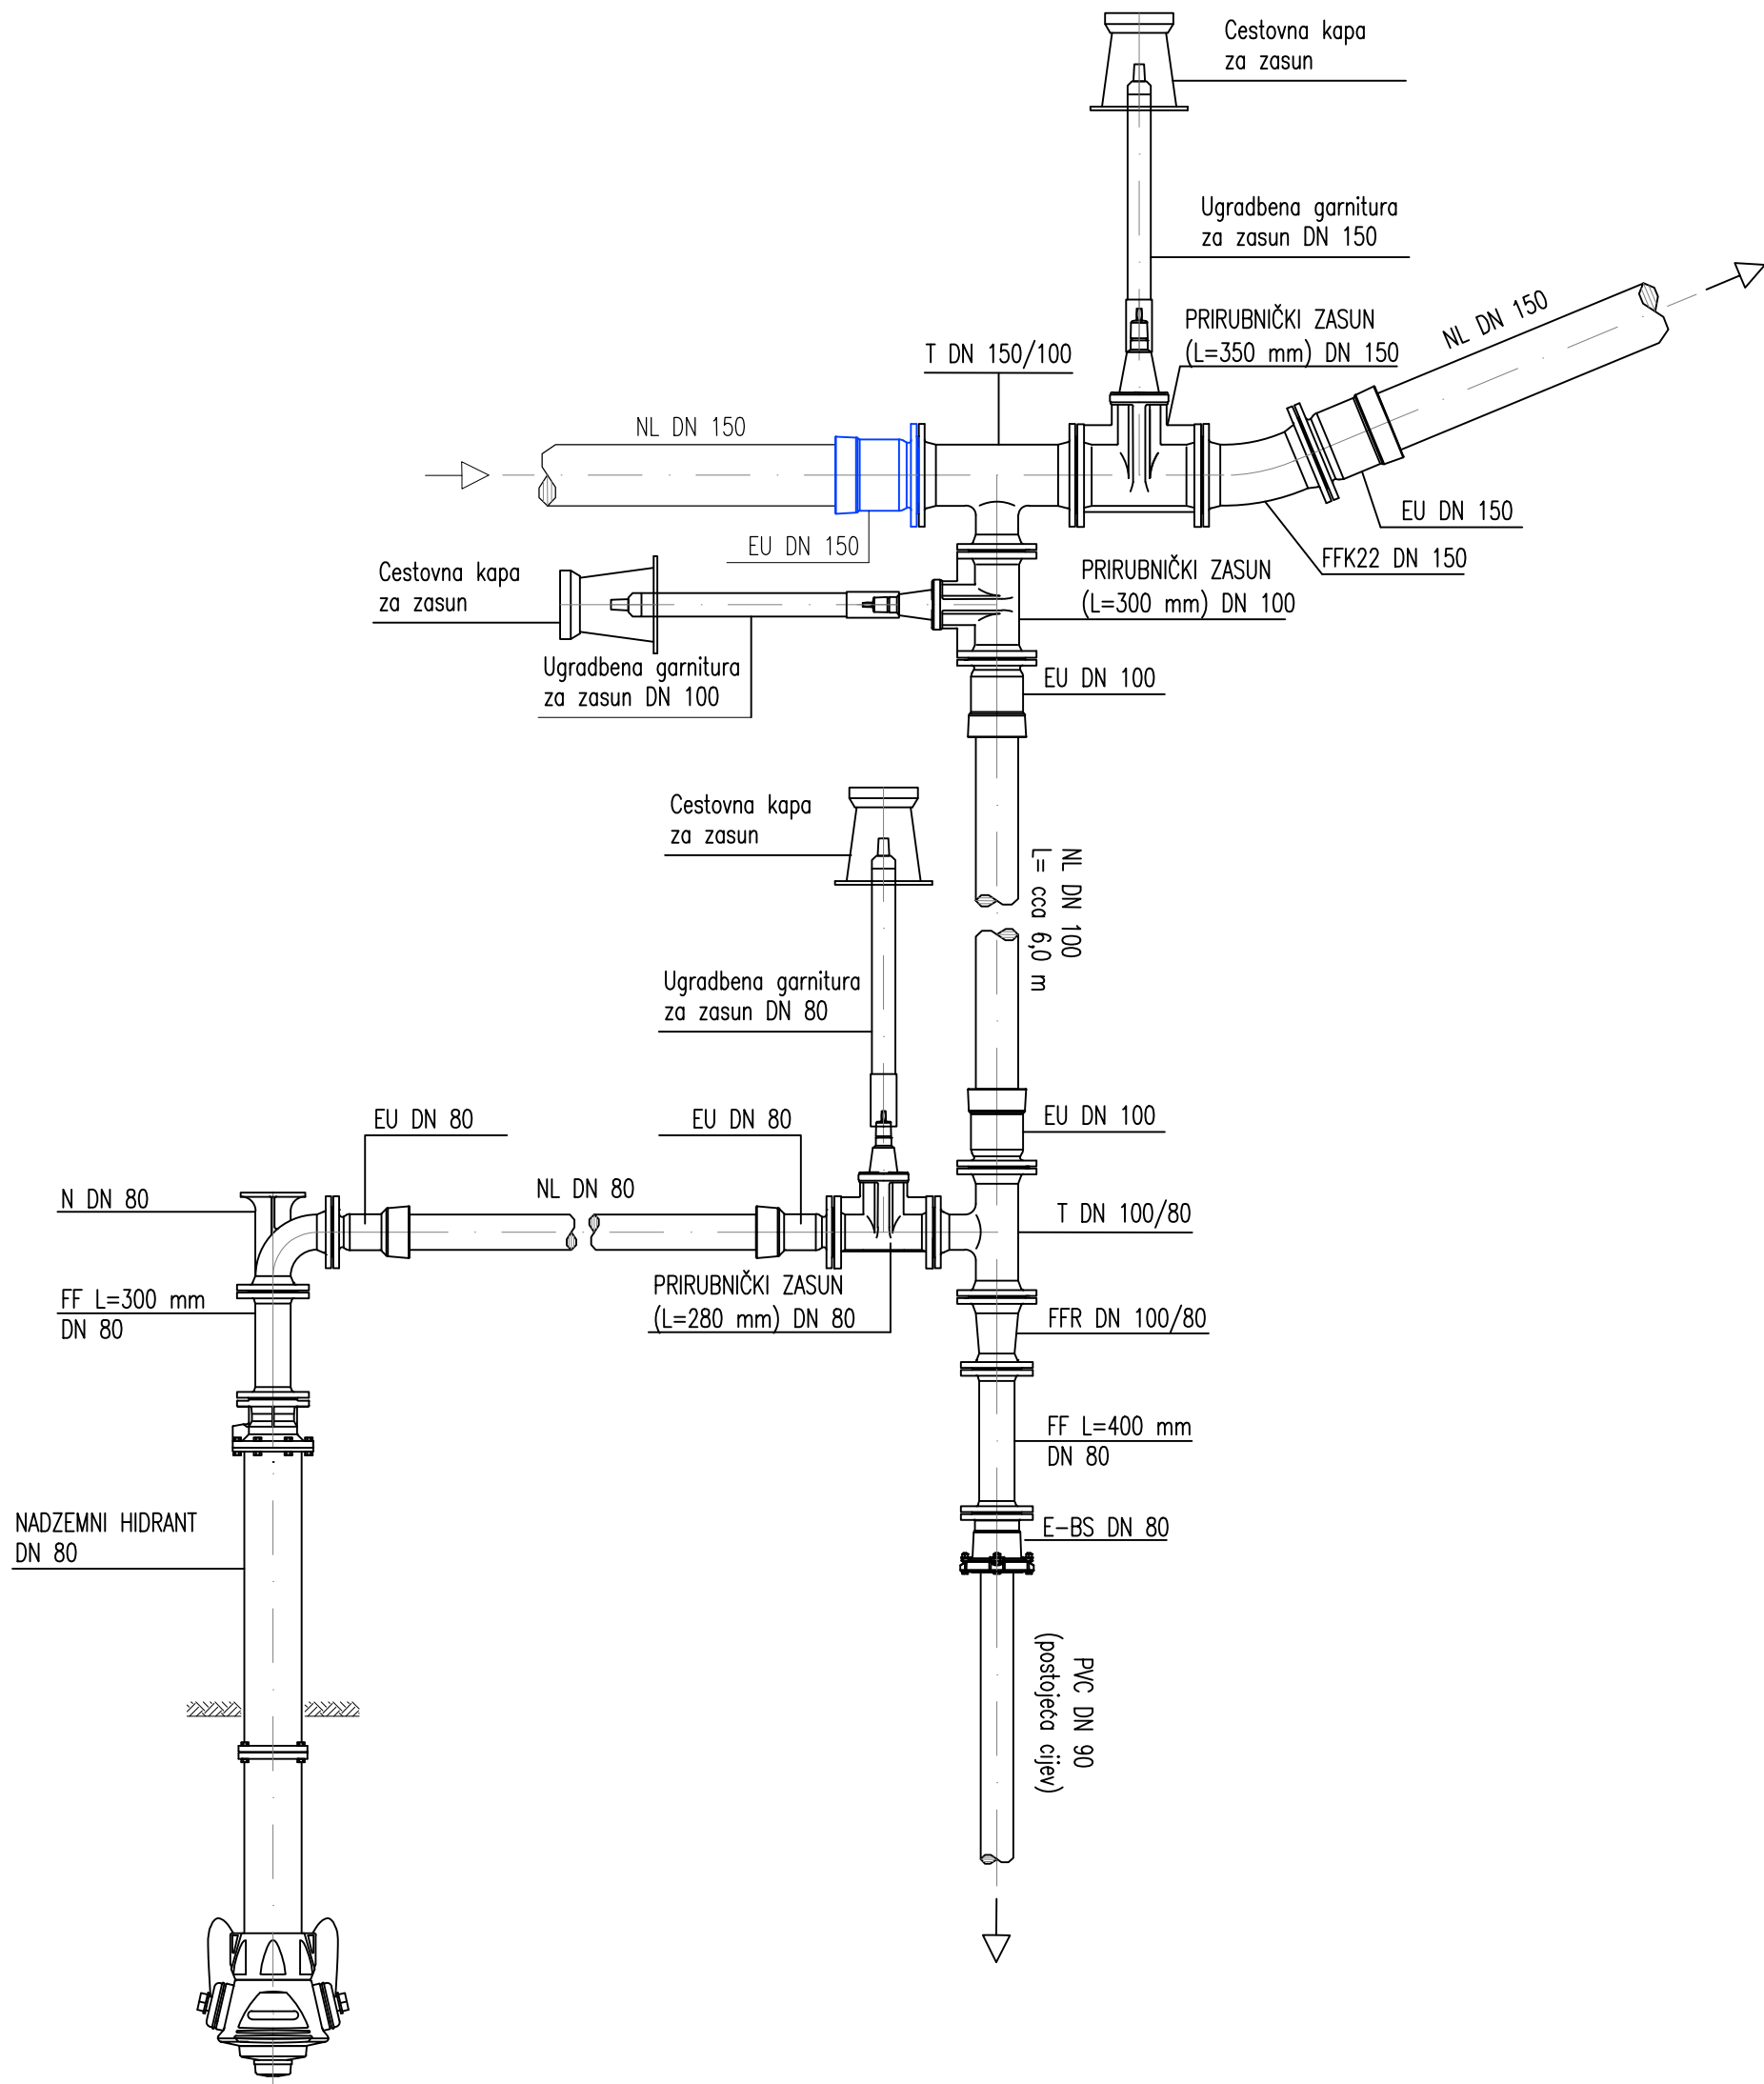 Cestovna kapa
za zasun
Ugradbena garnitura
za zasun DN 150
PRIRUBNIČKI ZASUN
(L=350 mm) DN 150
NL DN 150
T DN 150/100
NL DN 150
EU DN 150
EU DN 150
FFK22 DN 150
Cestovna kapa
za zasun
PRIRUBNIČKI ZASUN
(L=300 mm) DN 100
Ugradbena garnitura
za zasun DN 100
EU DN 100
Cestovna kapa
za zasun
NL DN 100
L= cca 6,0 m
Ugradbena garnitura
za zasun DN 80
EU DN 80
EU DN 80
EU DN 100
N DN 80
NL DN 80
T DN 100/80
PRIRUBNIČKI ZASUN
(L=280 mm) DN 80
FF L=300 mm
DN 80
FFR DN 100/80
FF L=400 mm
DN 80
NADZEMNI HIDRANT
DN 80
E-BS DN 80
PVC DN 90
(postojeća cijev)